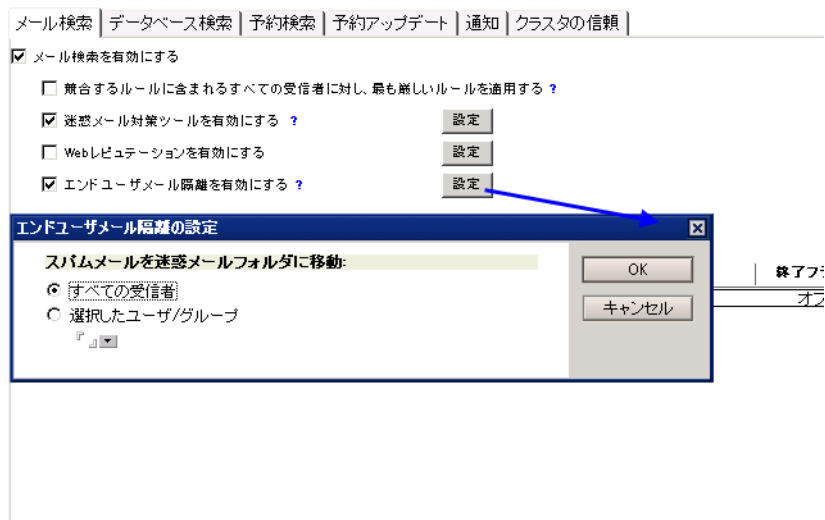 メール検索 データベース検索 予約検索 予約アップデート 通知 クラスタの信頼
メール検索を有効にする
競合するルールに含まれるすべての受信者に対し、最も厳しいルールを適用する ?
迷惑メール対策ツールを有効にする ? 設定
Webレピュテーションを有効にする 設定
エンドユーザメール隔離を有効にする ? 設定
エンドユーザメール隔離の設定
スパムメールを迷惑メールフォルダに移動:
すべての受信者
選択したユーザ/グループ
『 』
OK
キャンセル
終了フラ
オフ